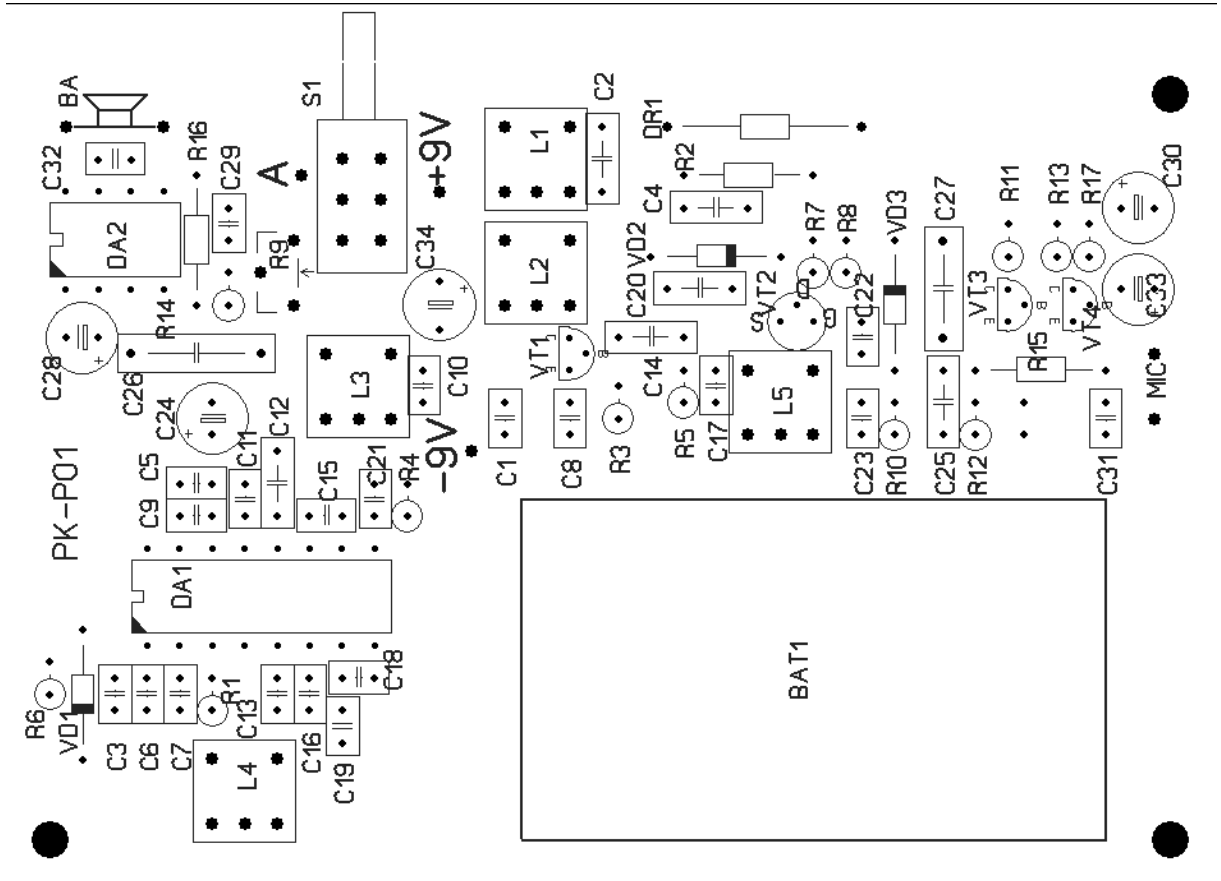 BA
S1
C32
R16
C29
A
+9V
L1
C2
DR1
R2
C4
C30
R11
R13
R17
DA2
R9
C34
L2
VD2
C20
R7
R8
VD3
C27
VT2
S
D
G
C22
VT3
C
B
E
VT4
C
B
E
C33
C28
R14
C26
C24
L3
C10
VT1
C
B
E
C14
L5
R15
MIC
C12
C11
C5
C9
C15
C21
R4
-9V
C1
C8
R3
R5
C17
C23
R10
C25
R12
C31
PK-P01
DA1
R6
VD1
C3
C6
C7
R1
C13
C16
C18
C19
L4
BAT1